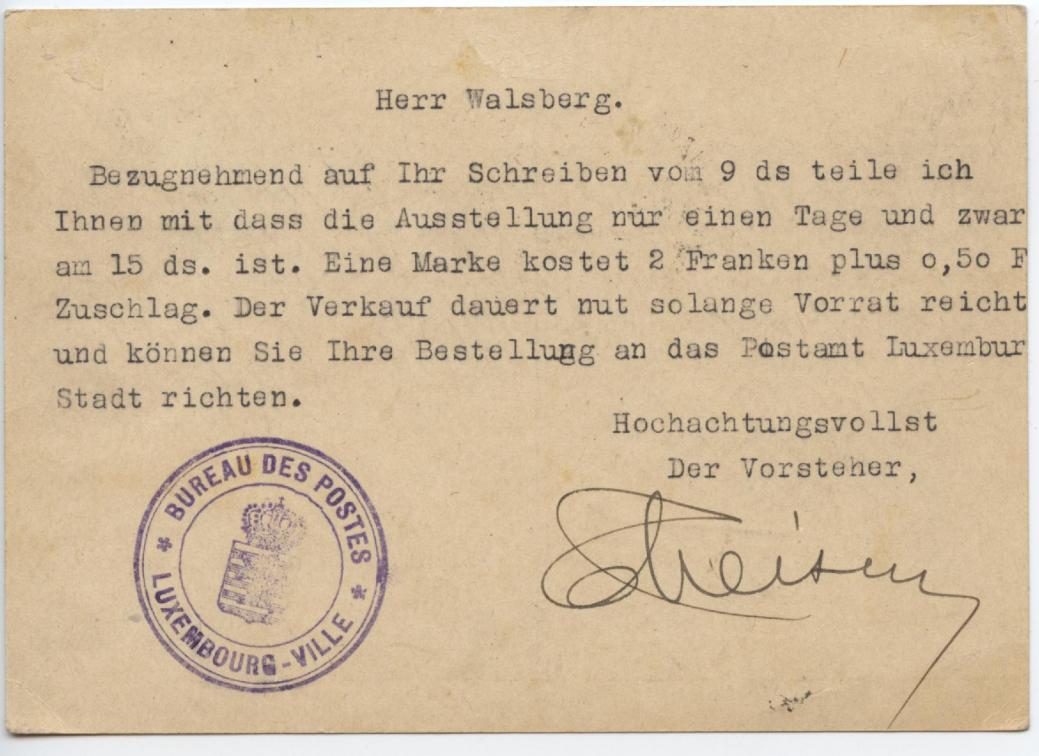 Herr Walsberg.
Bezugnehmend auf Ihr Schreiben vom 9 ds teile ich
Ihnen mit dass die Ausstellung nur einen Tage und zwar
am 15 ds. ist. Eine Marke kostet 2 Franken plus o,5o F
Zuschlag. Der Verkauf dauert nut solange Vorrat reicht
und können Sie Ihre Bestellung an das Postamt Luxembur
Stadt richten.
Hochachtungsvollst
Der Vorsteher,
* BUREAU DES POSTES *
LUXEMBOURG-VILLE